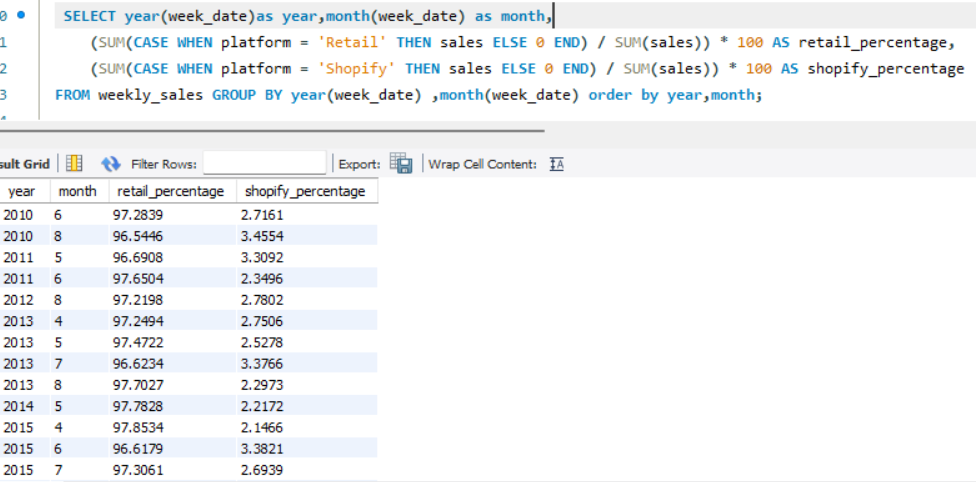 0 SELECT year(week_date)as year,month(week_date) as month,
1 (SUM(CASE WHEN platform = 'Retail' THEN sales ELSE 0 END) / SUM(sales)) * 100 AS retail_percentage,
2 (SUM(CASE WHEN platform = 'Shopify' THEN sales ELSE 0 END) / SUM(sales)) * 100 AS shopify_percentage
3 FROM weekly_sales GROUP BY year(week_date) ,month(week_date) order by year,month;
sult Grid Filter Rows: Export: Wrap Cell Content: IA
year month retail_percentage shopify_percentage
2010 6 97.2839 2.7161
2010 8 96.5446 3.4554
2011 5 96.6908 3.3092
2011 6 97.6504 2.3496
2012 8 97.2198 2.7802
2013 4 97.2494 2.7506
2013 5 97.4722 2.5278
2013 7 96.6234 3.3766
2013 8 97.7027 2.2973
2014 5 97.7828 2.2172
2015 4 97.8534 2.1466
2015 6 96.6179 3.3821
2015 7 97.3061 2.6939